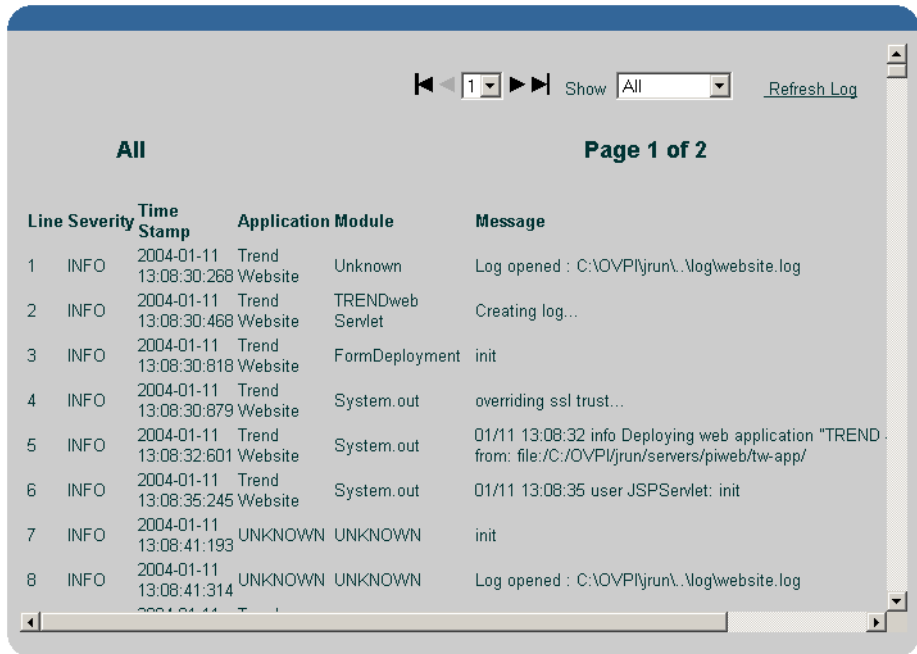 1 Show All Refresh Log
All Page 1 of 2
Line Severity Time Stamp Application Module Message
1 INFO 2004-01-11 13:08:30:268 Trend Website Unknown Log opened : C:\OVPI\jrun\..\log\website.log
2 INFO 2004-01-11 13:08:30:468 Trend Website TRENDweb Servlet Creating log...
3 INFO 2004-01-11 13:08:30:818 Trend Website FormDeployment init
4 INFO 2004-01-11 13:08:30:879 Trend Website System.out overriding ssl trust...
5 INFO 2004-01-11 13:08:32:601 Trend Website System.out 01/11 13:08:32 info Deploying web application "TREND
from: file:/C:/OVPI/jrun/servers/piweb/tw-app/
6 INFO 2004-01-11 13:08:35:245 Trend Website System.out 01/11 13:08:35 user JSPServlet: init
7 INFO 2004-01-11 13:08:41:193 UNKNOWN UNKNOWN init
8 INFO 2004-01-11 13:08:41:314 UNKNOWN UNKNOWN Log opened : C:\OVPI\jrun\..\log\website.log